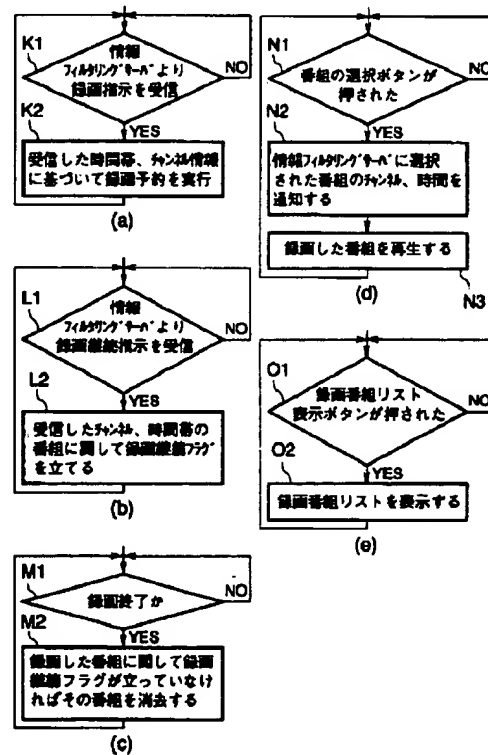 K1
情報
フィルタリングサーバより
録画指示を受信
NO
YES
K2
受信した時間帯、チャンネル情報
に基づいて録画予約を実行
(a)
L1
情報
フィルタリングサーバより
録画継続指示を受信
NO
YES
L2
受信したチャンネル、時間帯の
番組に関して録画継続フラグ
を立てる
(b)
M1
録画終了か
NO
YES
M2
録画した番組に関して録画
継続フラグが立っていなけ
ればその番組を消去する
(c)
N1
番組の選択ボタンが
押された
NO
YES
N2
情報フィルタリングサーバに選択
された番組のチャンネル、時間を
通知する
録画した番組を再生する
N3
(d)
O1
録画番組リスト
表示ボタンが押された
NO
YES
O2
録画番組リストを表示する
(e)